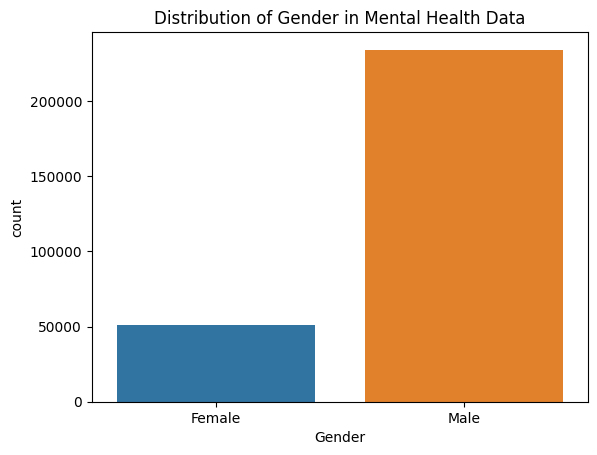 Distribution of Gender in Mental Health Data
200000
150000
100000
50000
0
count
Female Male
Gender